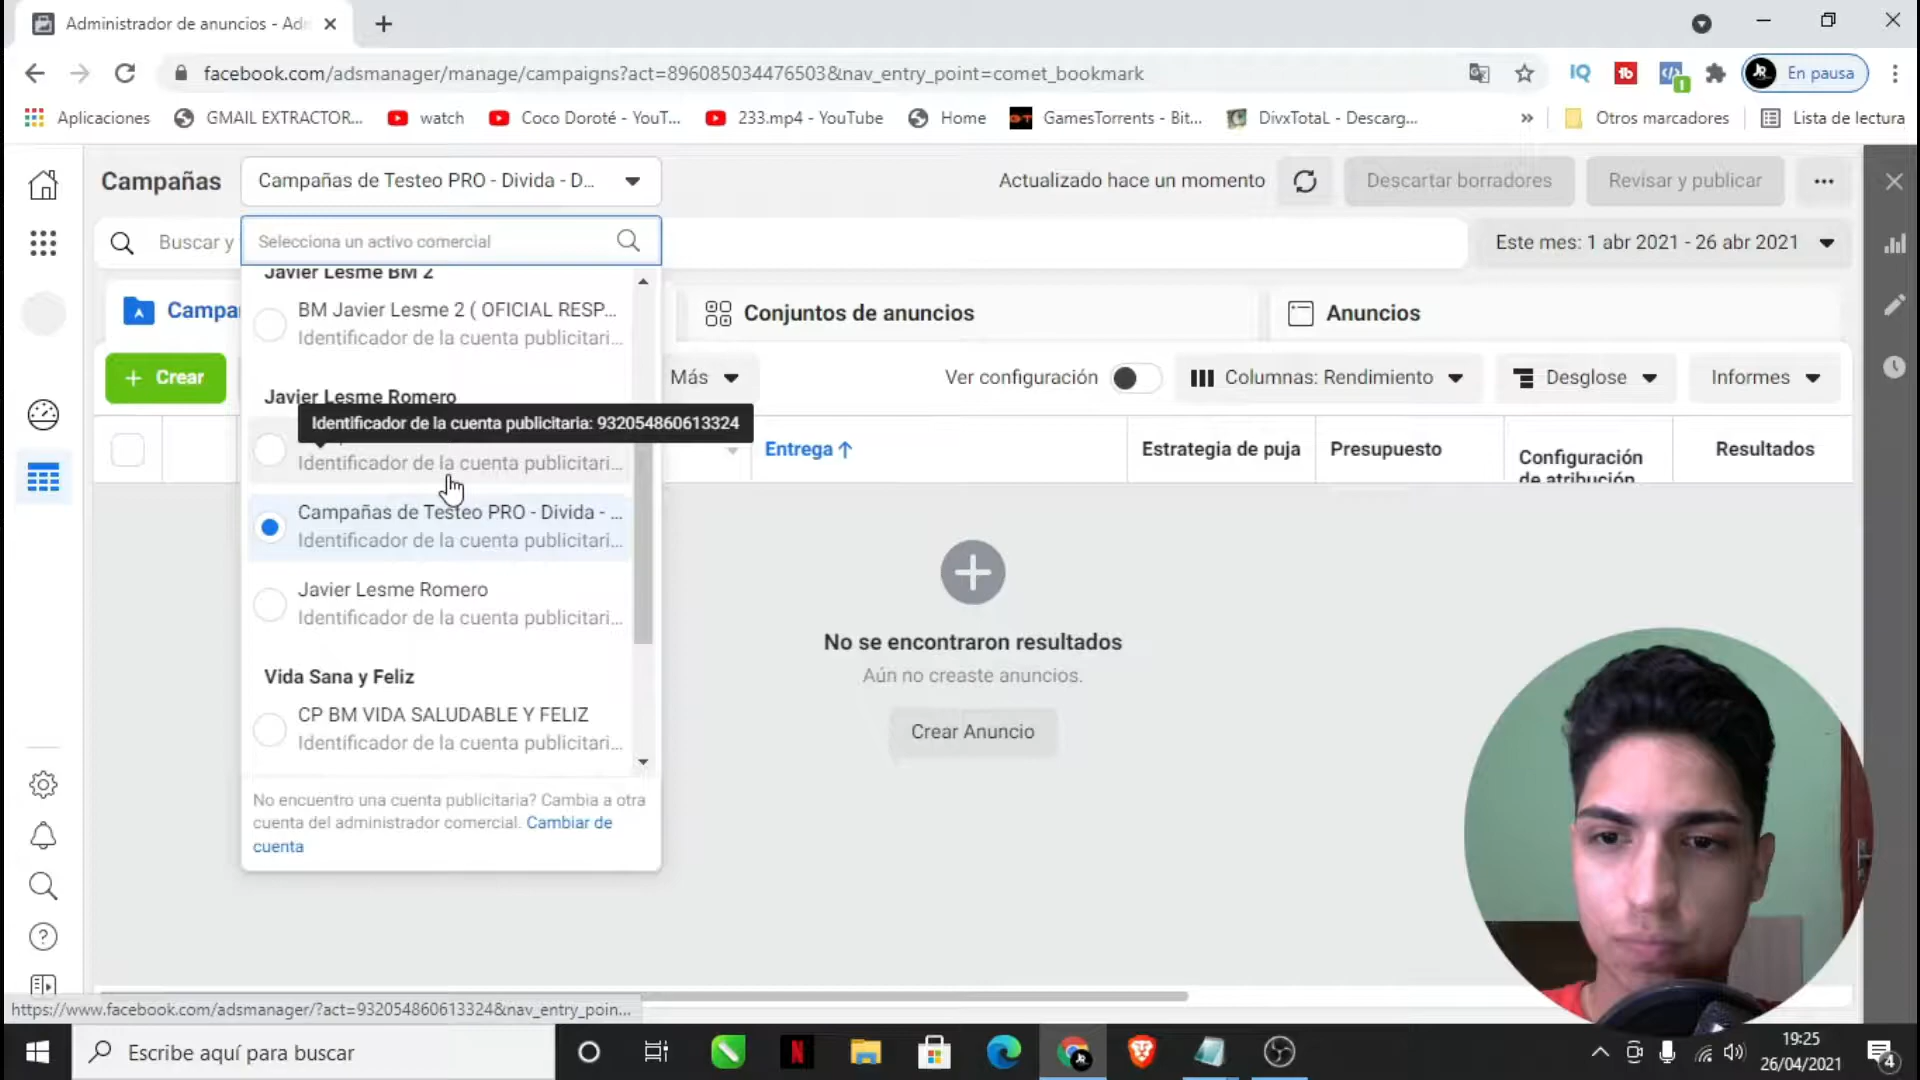 Administrador de anuncios - Adm
facebook.com/adsmanager/manage/campaigns?act=896085034476503&nav_entry_point=comet_bookmark
En pausa
Aplicaciones
GMAIL EXTRACTOR...
watch
Coco Doroté - YouT...
233.mp4 - YouTube
Home
GamesTorrents - Bit...
DivxTotaL - Descarg...
»
Otros marcadores
Lista de lectura
Campañas
Campañas de Testeo PRO - Divida - D...
Actualizado hace un momento
Descartar borradores
Revisar y publicar
Buscar y
Selecciona un activo comercial
Este mes: 1 abr 2021 - 26 abr 2021
Javier Lesme BM 2
BM Javier Lesme 2 ( OFICIAL RESP...
Identificador de la cuenta publicitari...
Campa
Conjuntos de anuncios
Anuncios
+ Crear
Más
Ver configuración
Columnas: Rendimiento
Desglose
Informes
Javier Lesme Romero
Identificador de la cuenta publicitaria: 932054860613324
Identificador de la cuenta publicitari...
Entrega
Estrategia de puja
Presupuesto
Configuración
de atribución
Resultados
Campañas de Testeo PRO - Divida - ...
Identificador de la cuenta publicitari...
Javier Lesme Romero
Identificador de la cuenta publicitari...
Vida Sana y Feliz
CP BM VIDA SALUDABLE Y FELIZ
Identificador de la cuenta publicitari...
No encuentro una cuenta publicitaria? Cambia a otra
cuenta del administrador comercial. Cambiar de
cuenta
No se encontraron resultados
Aún no creaste anuncios.
Crear Anuncio
https://www.facebook.com/adsmanager/?act=932054860613324&nav_entry_poin...
Escribe aquí para buscar
19:25
26/04/2021
4